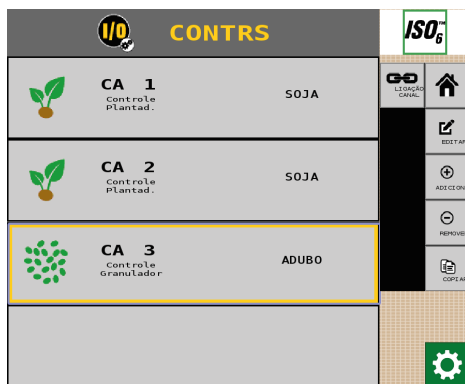 I/O CONTRS
ISO6™
CA 1
Controle
Plantad.
SOJA
CA 2
Controle
Plantad.
SOJA
CA 3
Controle
Granulador
ADUBO
LIGAÇÃO
CANAL
EDITAR
ADICION
REMOVE
COPIAR